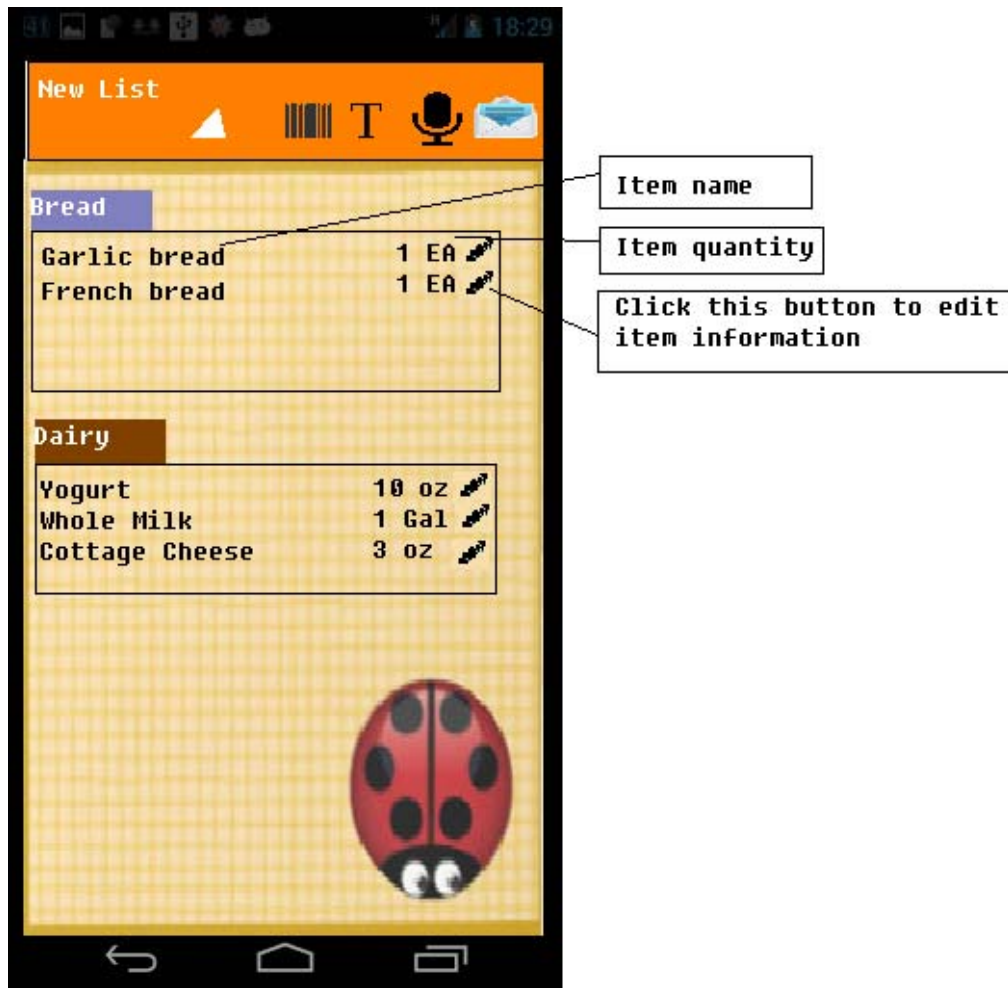 18:29
New List
T
Bread
Garlic bread 1 EA
French bread 1 EA
Dairy
Yogurt 10 oz
Whole Milk 1 Gal
Cottage Cheese 3 oz
Item name
Item quantity
Click this button to edit
item information